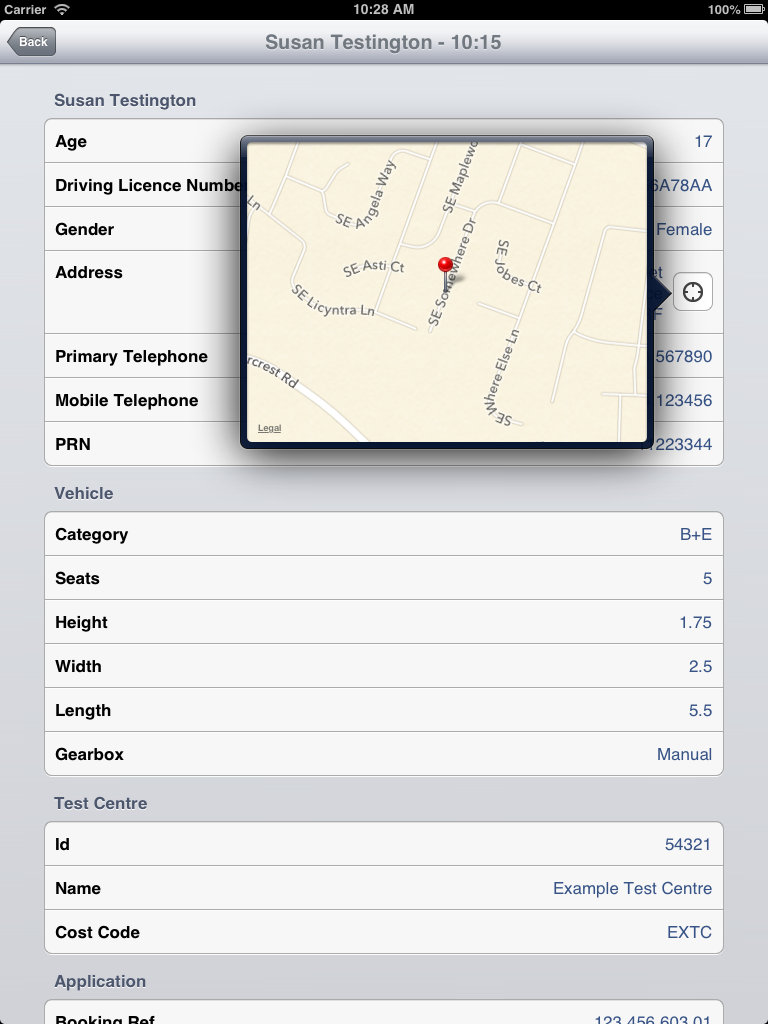 Carrier 10:28 AM 100%
Back Susan Testington - 10:15
Susan Testington
Age 17
Driving Licence Numbe 6A78AA
Gender Female
Address et
F
Primary Telephone 567890
Mobile Telephone 123456
PRN 1223344
Ln
SE Angela Way
SE Maplewo
SE Asti Ct
SE Somewhere Dr
SE Jobes Ct
SE Licyntra Ln
rcrest Rd
SE Where Else Ln
Legal
Vehicle
Category B+E
Seats 5
Height 1.75
Width 2.5
Length 5.5
Gearbox Manual
Test Centre
Id 54321
Name Example Test Centre
Cost Code EXTC
Application
Booking Ref 123 456 603 01